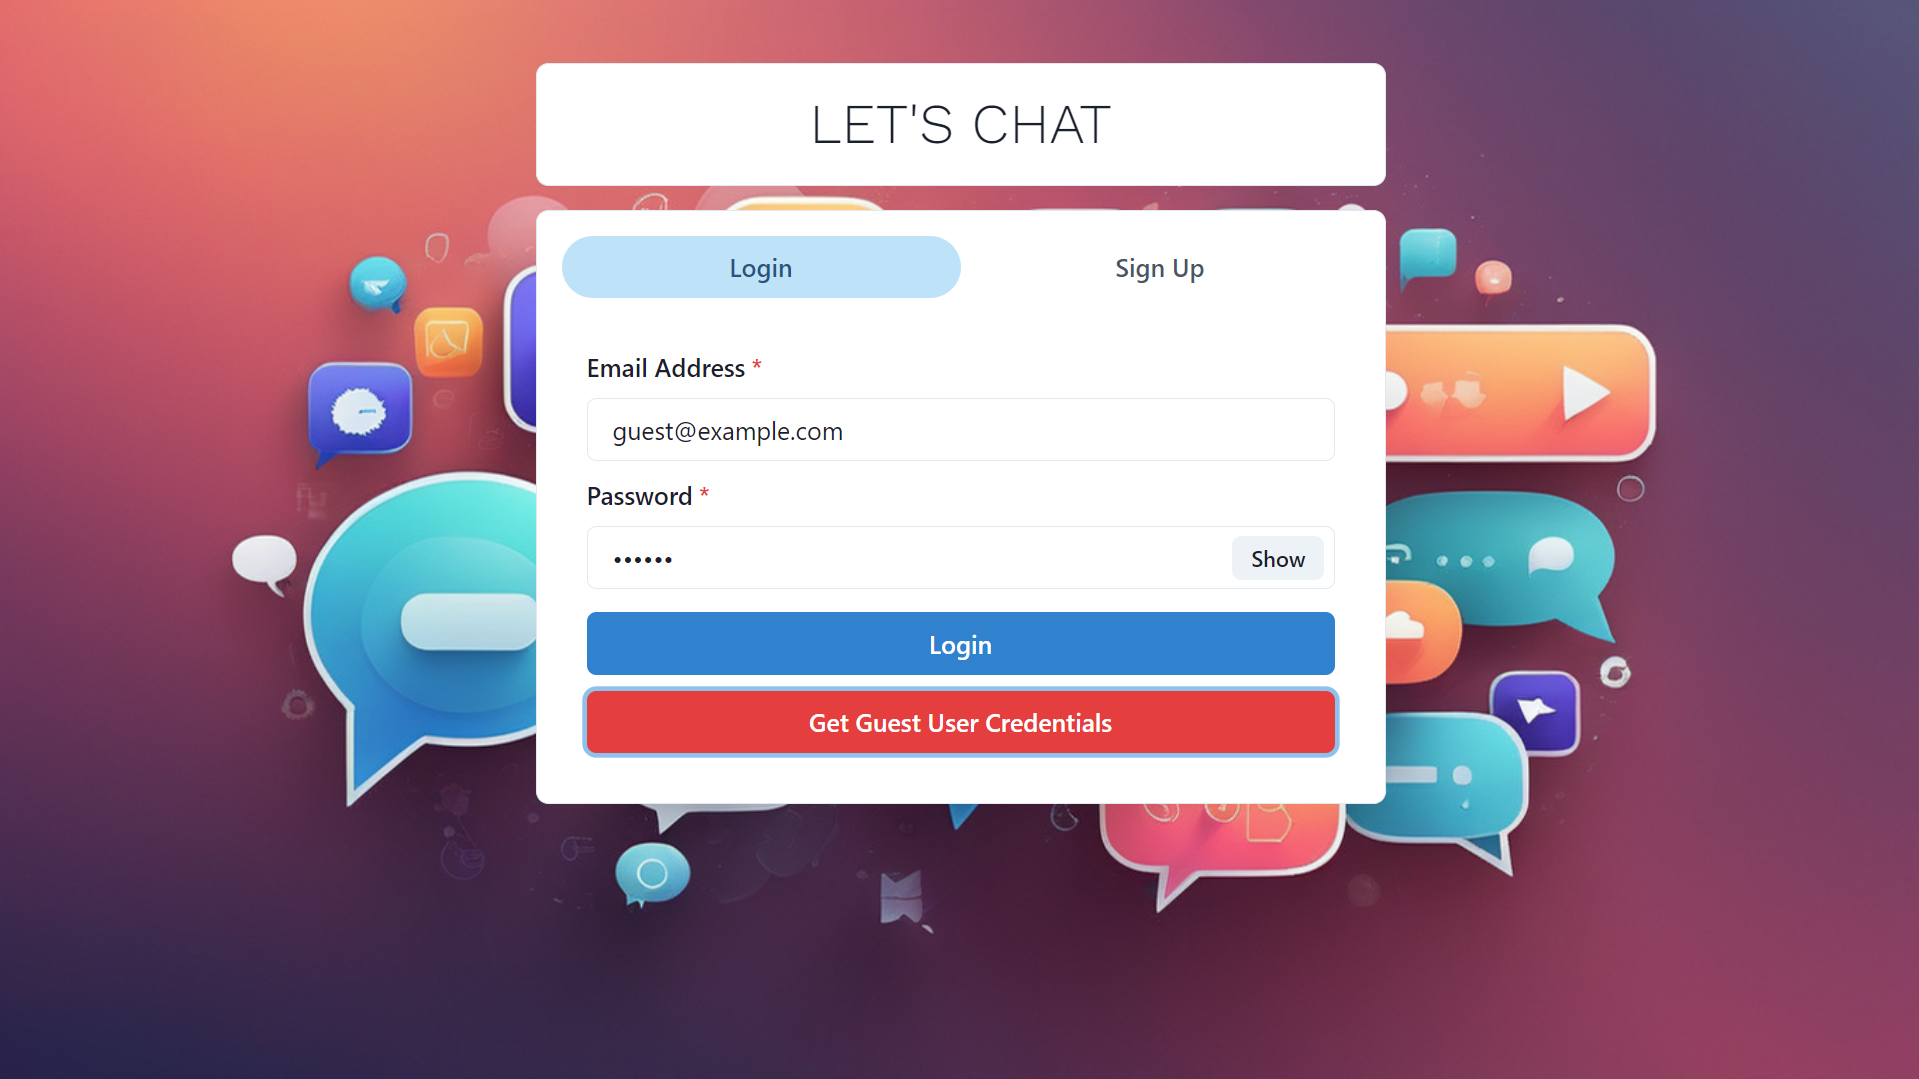 LET'S CHAT
Login
Sign Up
Email Address *
guest@example.com
Password *
••••••
Show
Login
Get Guest User Credentials